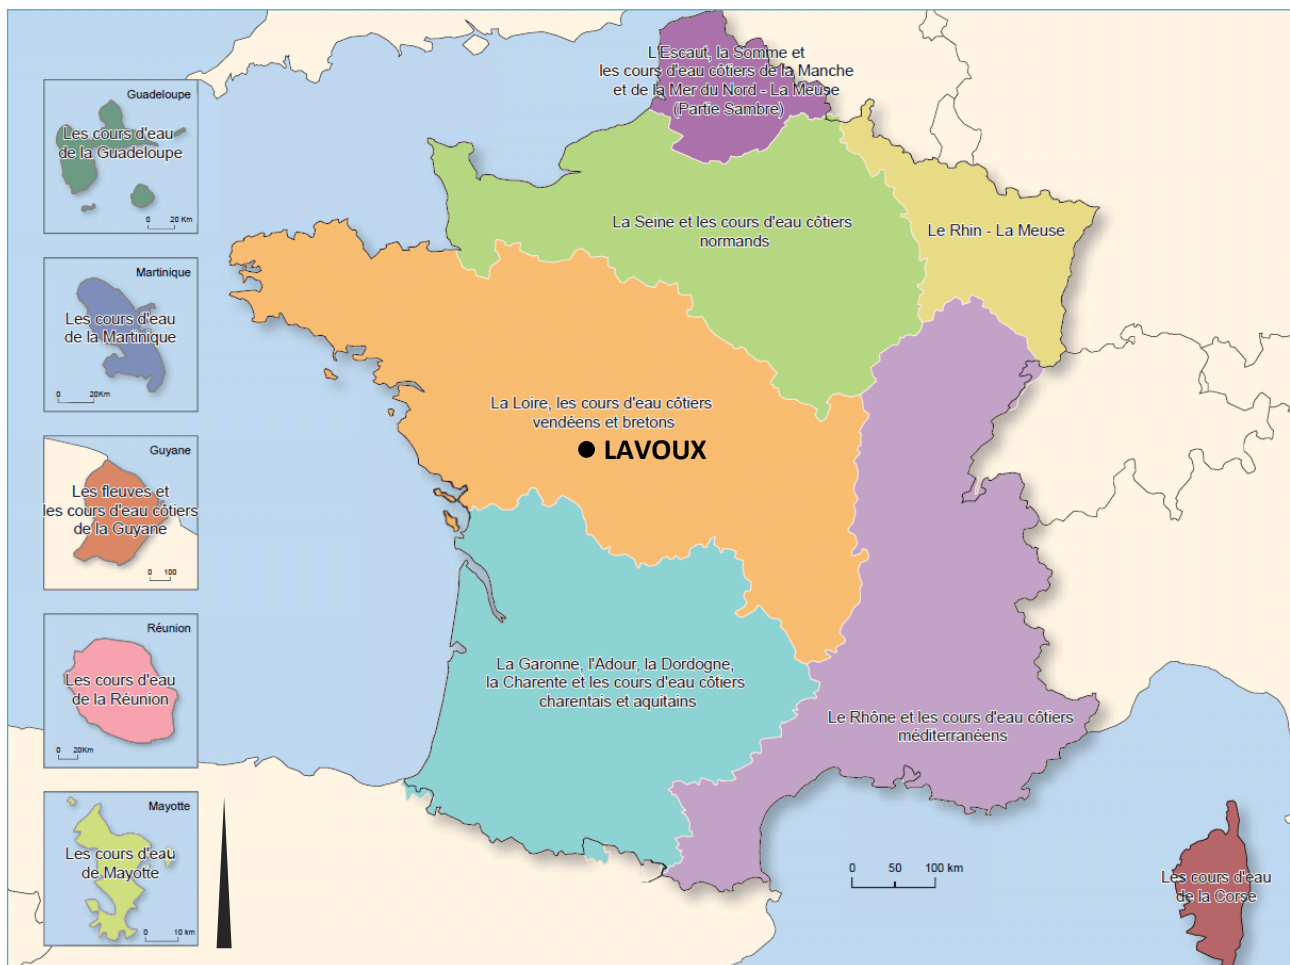 L'Escaut, la Somme et
les cours d'eau côtiers de la Manche
et de la Mer du Nord - La Meuse
(Partie Sambre)
Guadeloupe
Les cours d'eau
de la Guadeloupe
0 20 Km
La Seine et les cours d'eau côtiers
normands
Le Rhin - La Meuse
Martinique
Les cours d'eau
de la Martinique
0 20Km
La Loire, les cours d'eau côtiers
vendéens et bretons
LAVOUX
Guyane
Les fleuves et
les cours d'eau côtiers
de la Guyane
0 100
Réunion
Les cours d'eau
de la Réunion
0 20Km
La Garonne, l'Adour, la Dordogne,
la Charente et les cours d'eau côtiers
charentais et aquitains
Le Rhône et les cours d'eau côtiers
méditerranéens
Mayotte
Les cours d'eau
de Mayotte
0 10 km
0 50 100 km
Les cours d'eau
de la Corse